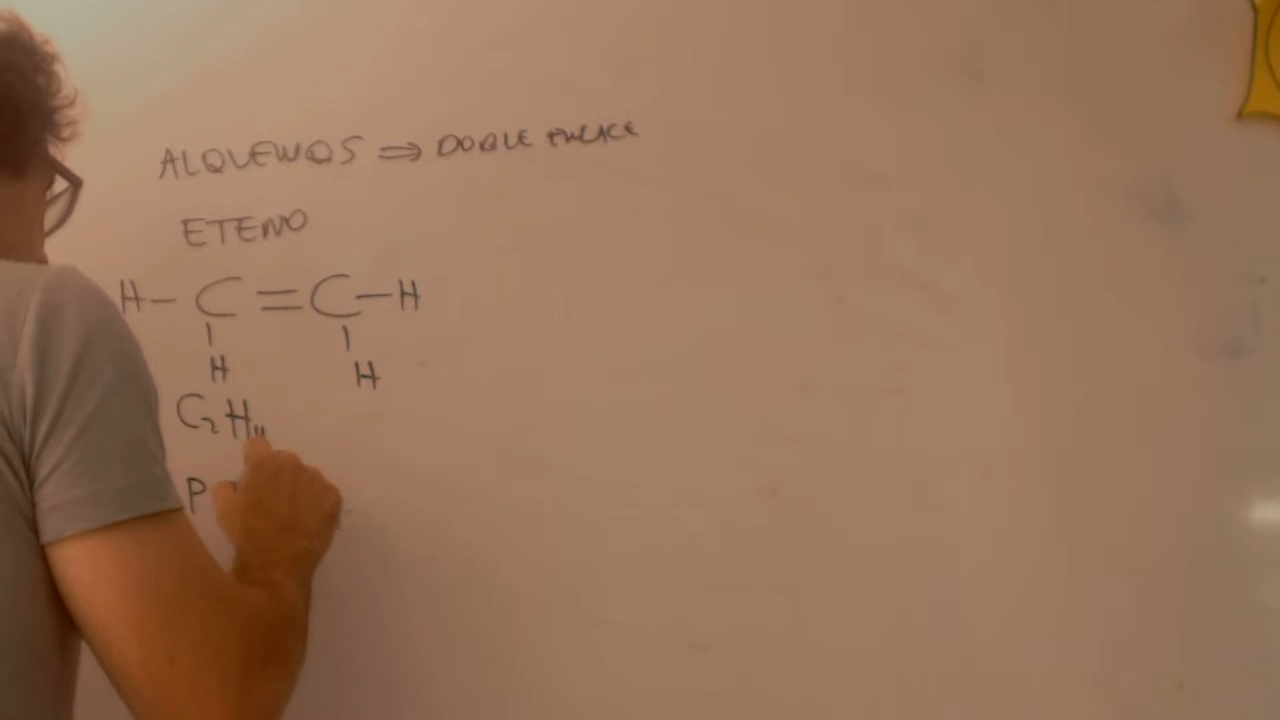 ALQUENOS ⇒ DOBLE ENLACE
ETENO
H – C = C – H
H H
C₂H₄
P